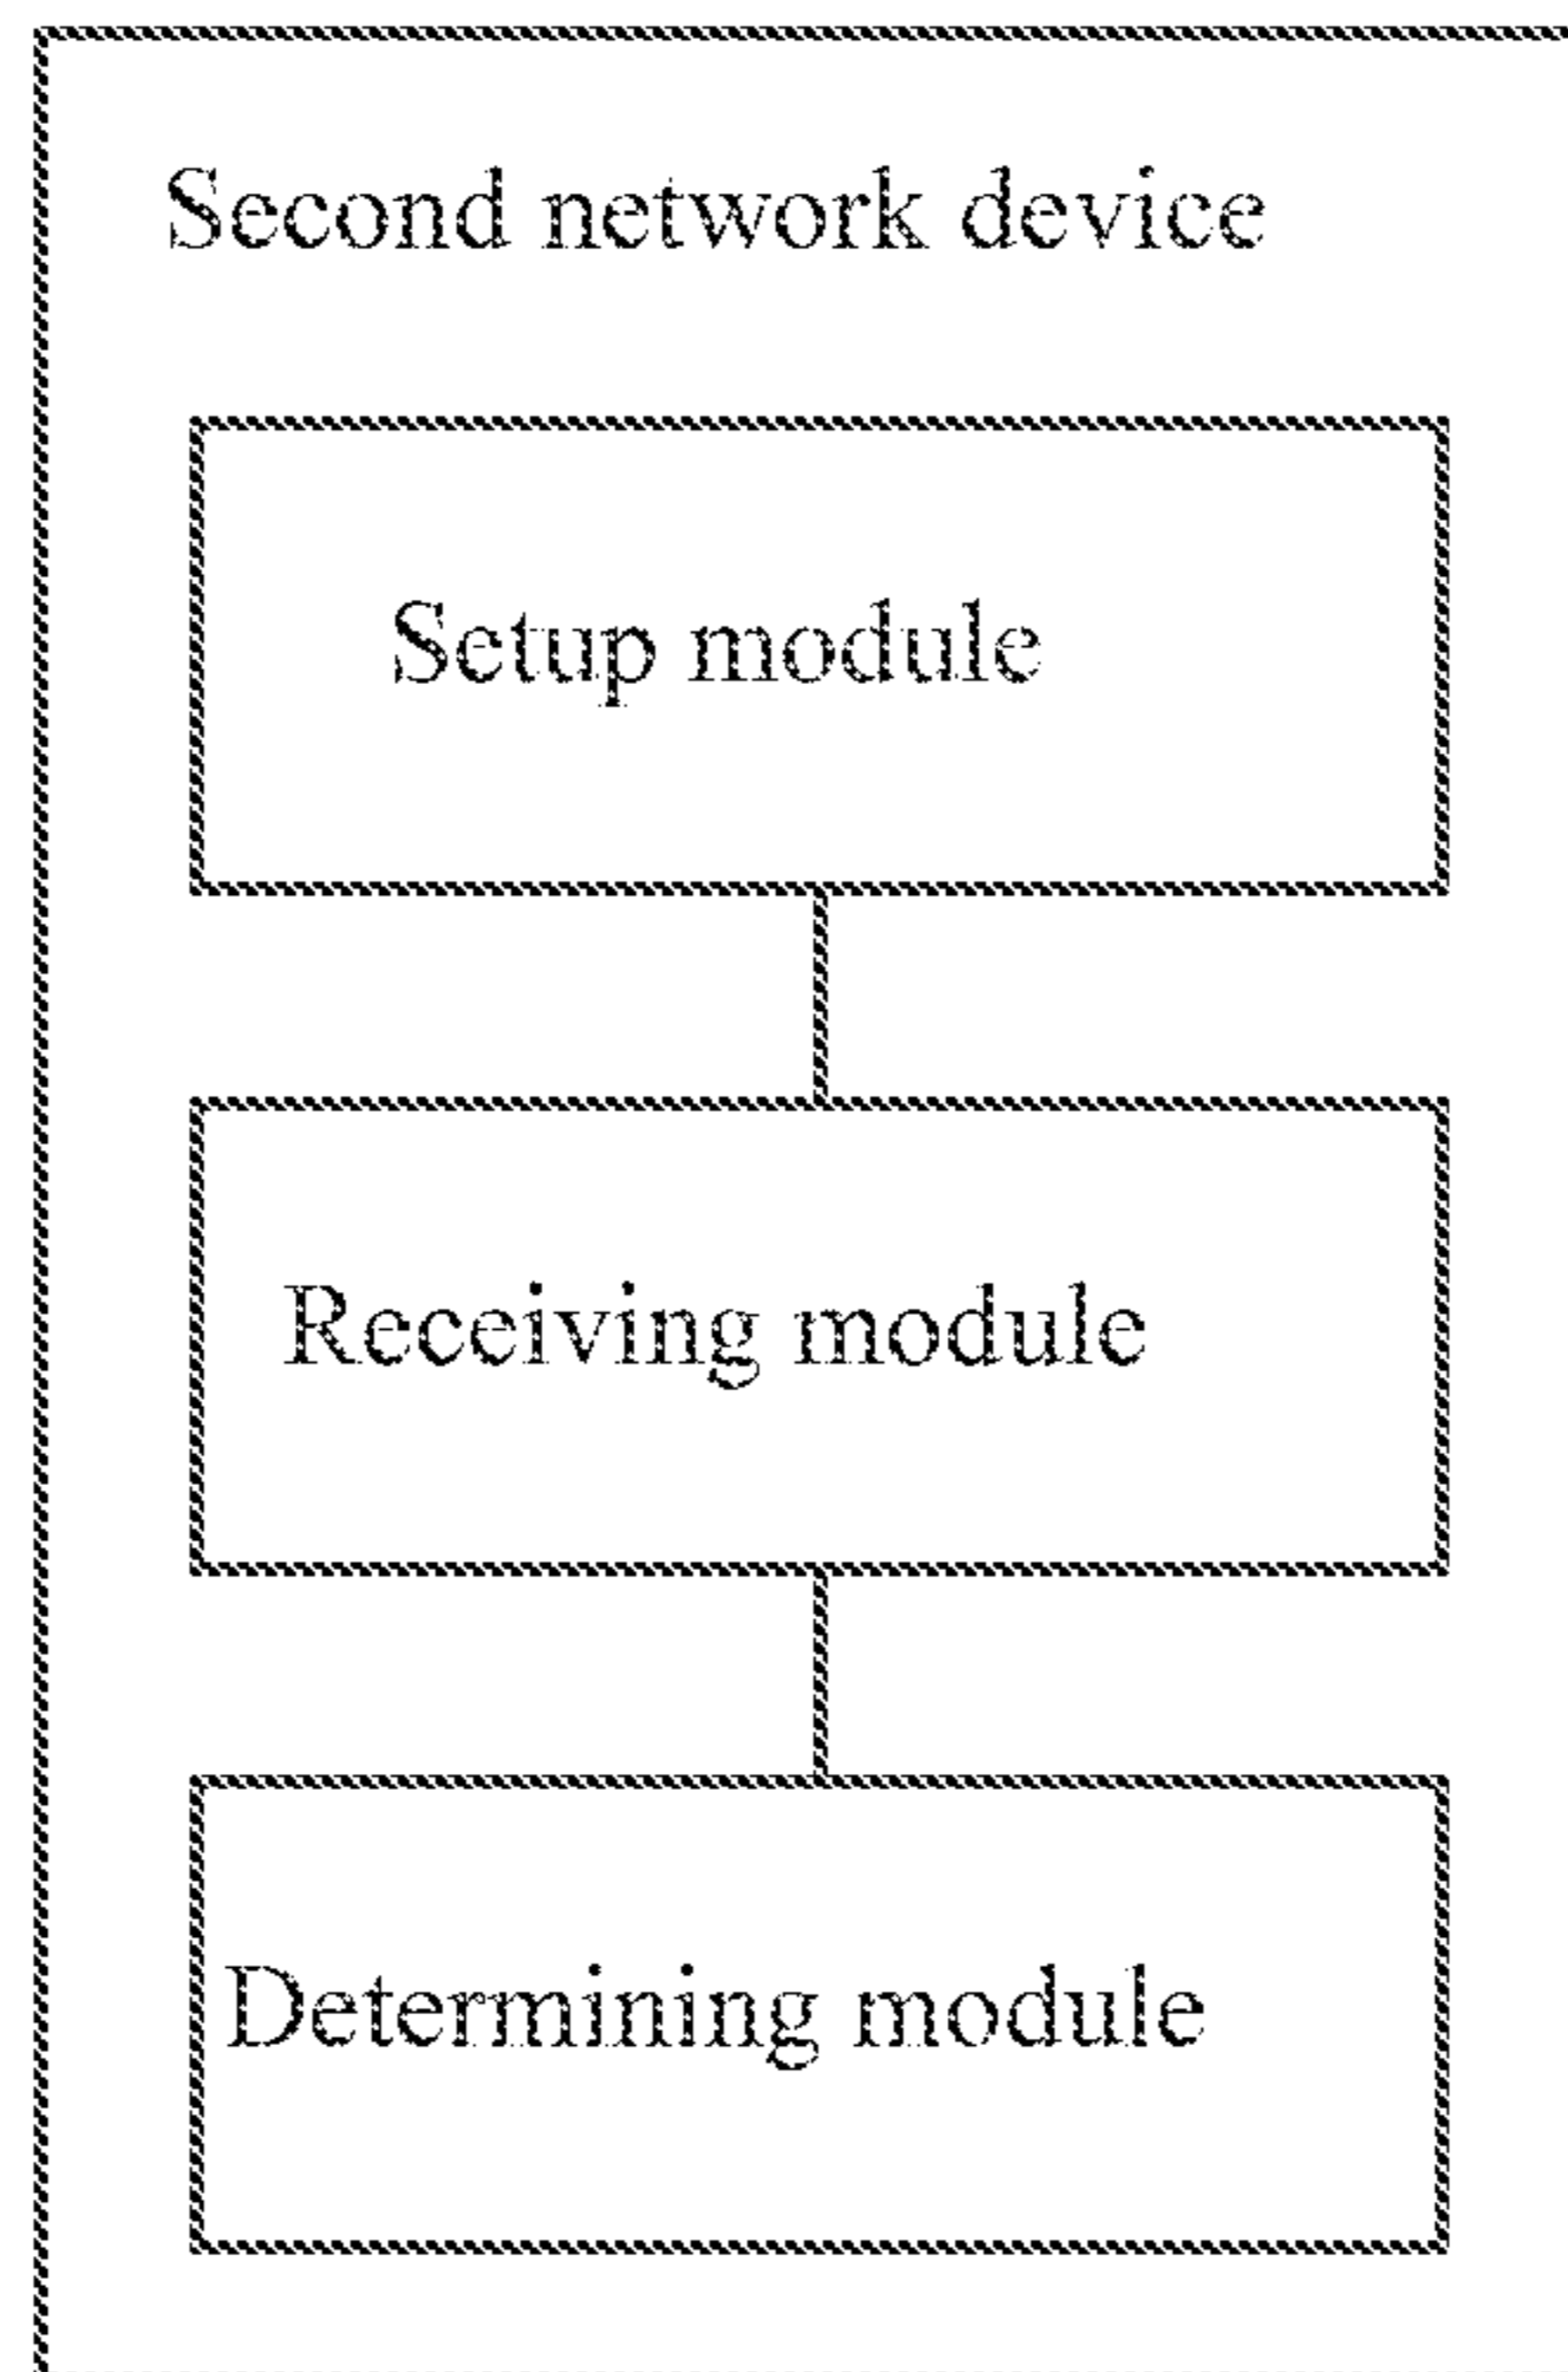 Second network device
Setup module
Receiving module
Determining module